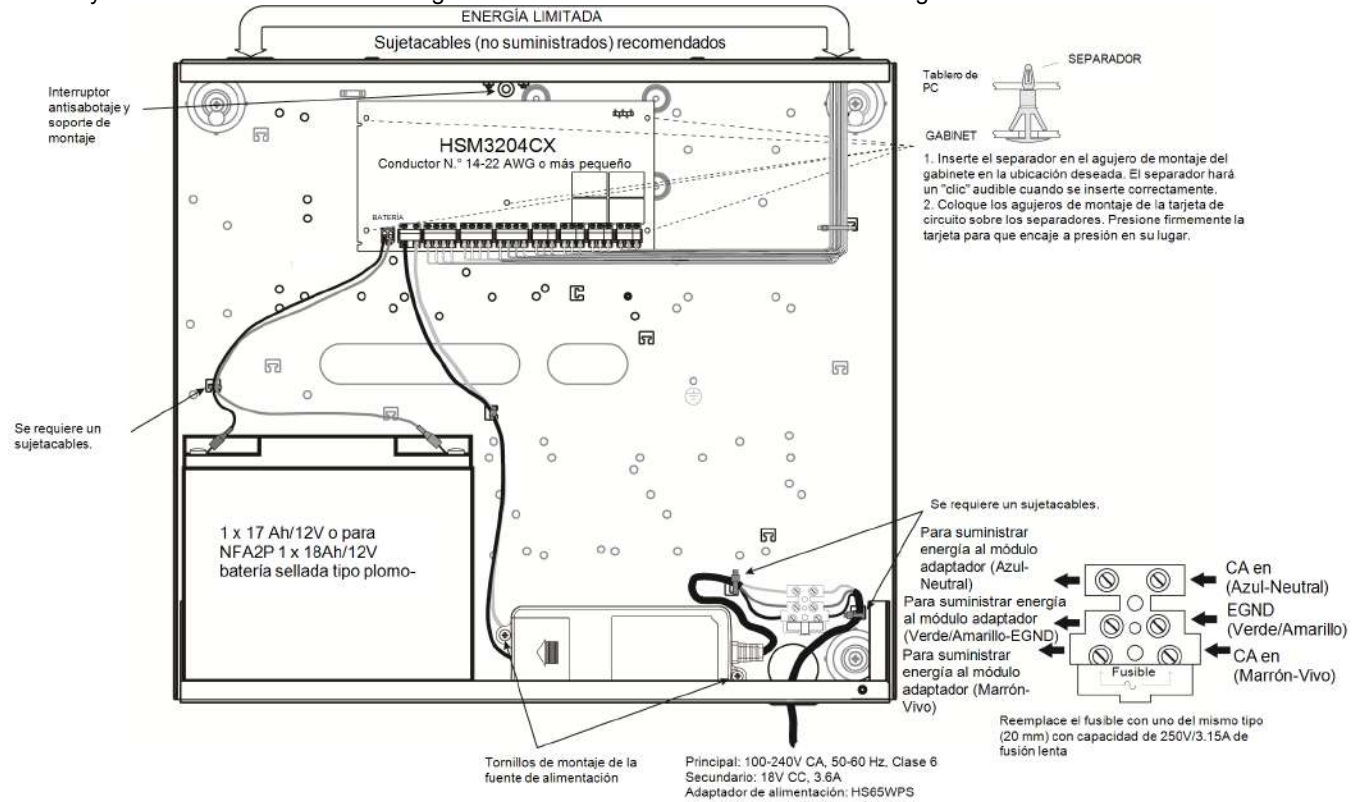 ENERGÍA LIMITADA
Sujetacables (no suministrados) recomendados
Interruptor
antisabotaje y
soporte de
montaje
HSM3204CX
Conductor N.° 14-22 AWG o más pequeño
BATERÍA
SEPARADOR
Tablero de
PC
GABINET
1. Inserte el separador en el agujero de montaje del
gabinete en la ubicación deseada. El separador hará
un "clic" audible cuando se inserte correctamente.
2. Coloque los agujeros de montaje de la tarjeta de
circuito sobre los separadores. Presione firmemente la
tarjeta para que encaje a presión en su lugar.
Se requiere un
sujetacables.
1 x 17 Ah/12V o para
NFA2P 1 x 18Ah/12V
batería sellada tipo plomo-
Se requiere un sujetacables.
Para suministrar
energía al módulo
adaptador (Azul-
Neutral)
Para suministrar energía
al módulo adaptador
(Verde/Amarillo-EGND)
Para suministrar
energía al módulo
adaptador (Marrón-
Vivo)
CA en
(Azul-Neutral)
EGND
(Verde/Amarillo)
CA en
(Marrón-Vivo)
Fusible
Reemplace el fusible con uno del mismo tipo
(20 mm) con capacidad de 250V/3.15A de
fusión lenta
Tornillos de montaje de la
fuente de alimentación
Principal: 100-240V CA, 50-60 Hz, Clase 6
Secundario: 18V CC, 3.6A
Adaptador de alimentación: HS65WPS